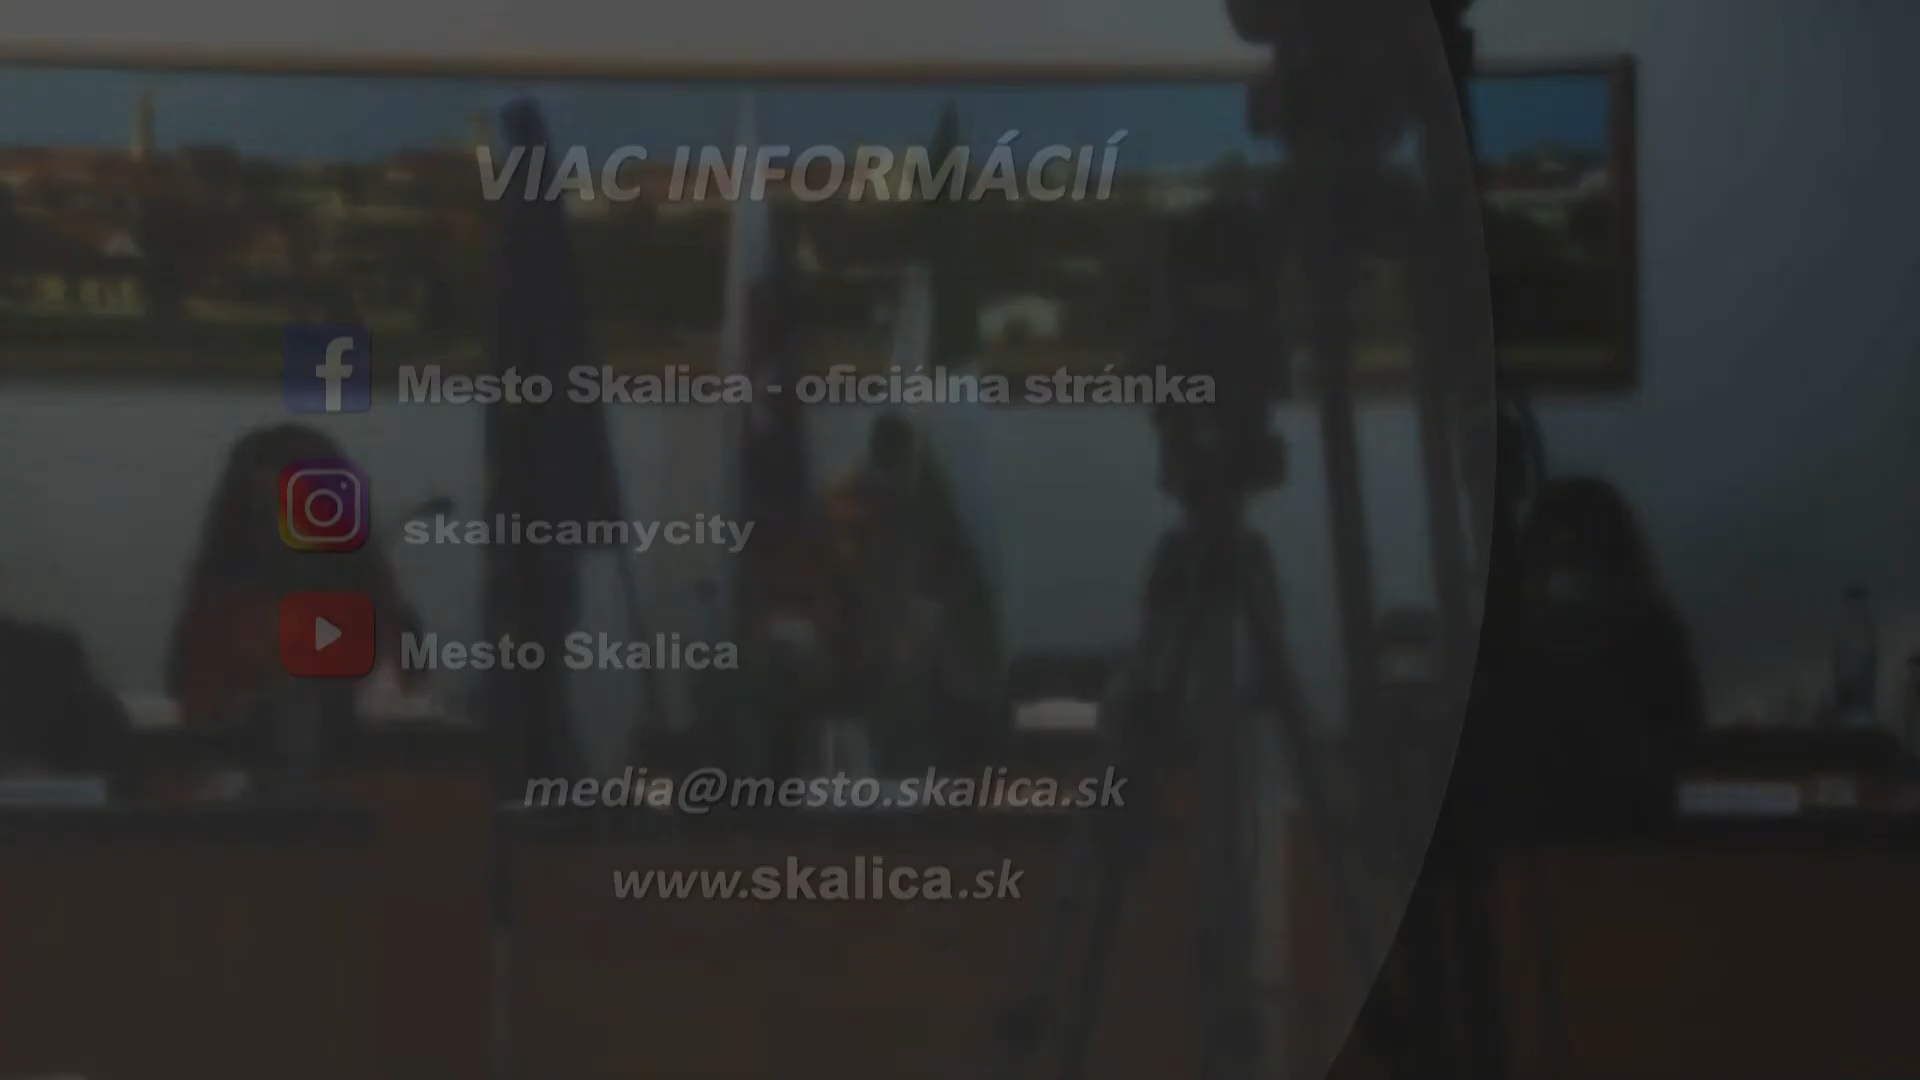 VIAC INFORMÁCIÍ
Mesto Skalica - oficiálna stránka
skalicamycity
Mesto Skalica
media@mesto.skalica.sk
www.skalica.sk